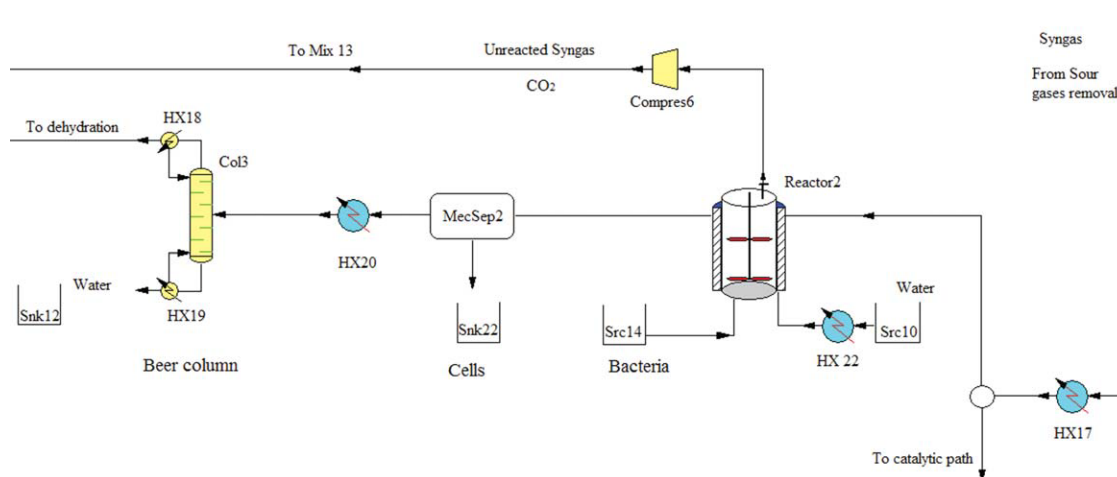 To Mix 13
Unreacted Syngas
CO₂
Compres6
Syngas
From Sour
gases removal
To dehydration
HX18
Col3
Reactor2
MecSep2
HX20
Water
Snk12
HX19
Snk22
Src14
Water
Src10
HX 22
Beer column
Cells
Bacteria
HX17
To catalytic path